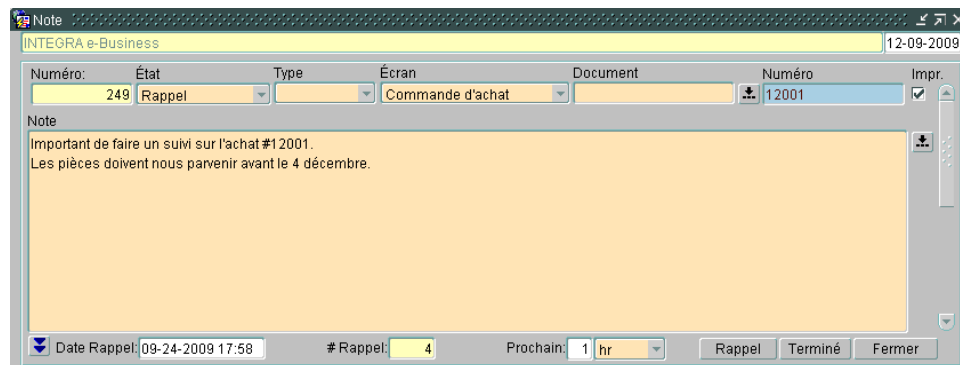 Note
INTEGRA e-Business 12-09-2009
Numéro: État Type Écran Document Numéro Impr.
249 Rappel Commande d'achat 12001
Note
Important de faire un suivi sur l'achat #12001.
Les pièces doivent nous parvenir avant le 4 décembre.
Date Rappel: 09-24-2009 17:58 # Rappel: 4 Prochain: 1 hr Rappel Terminé Fermer